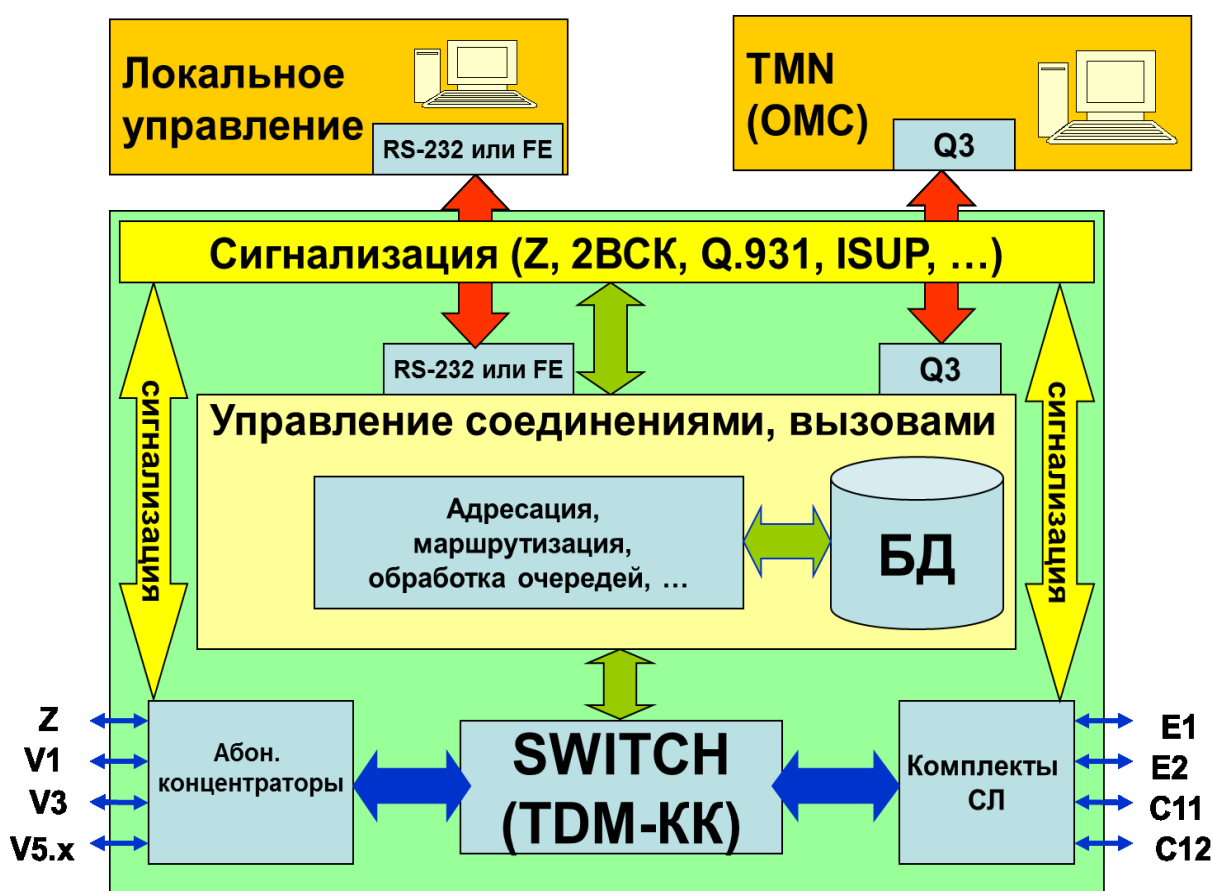 Локальное
управление
RS-232 или FE
TMN
(OMC)
Q3
Сигнализация (Z, 2ВСК, Q.931, ISUP, …)
RS-232 или FE
Q3
сигнализация
сигнализация
Управление соединениями, вызовами
Адресация,
маршрутизация,
обработка очередей, …
БД
Z
V1
V3
V5.x
Абон.
концентраторы
SWITCH
(TDM-КК)
Комплекты
СЛ
E1
E2
C11
C12